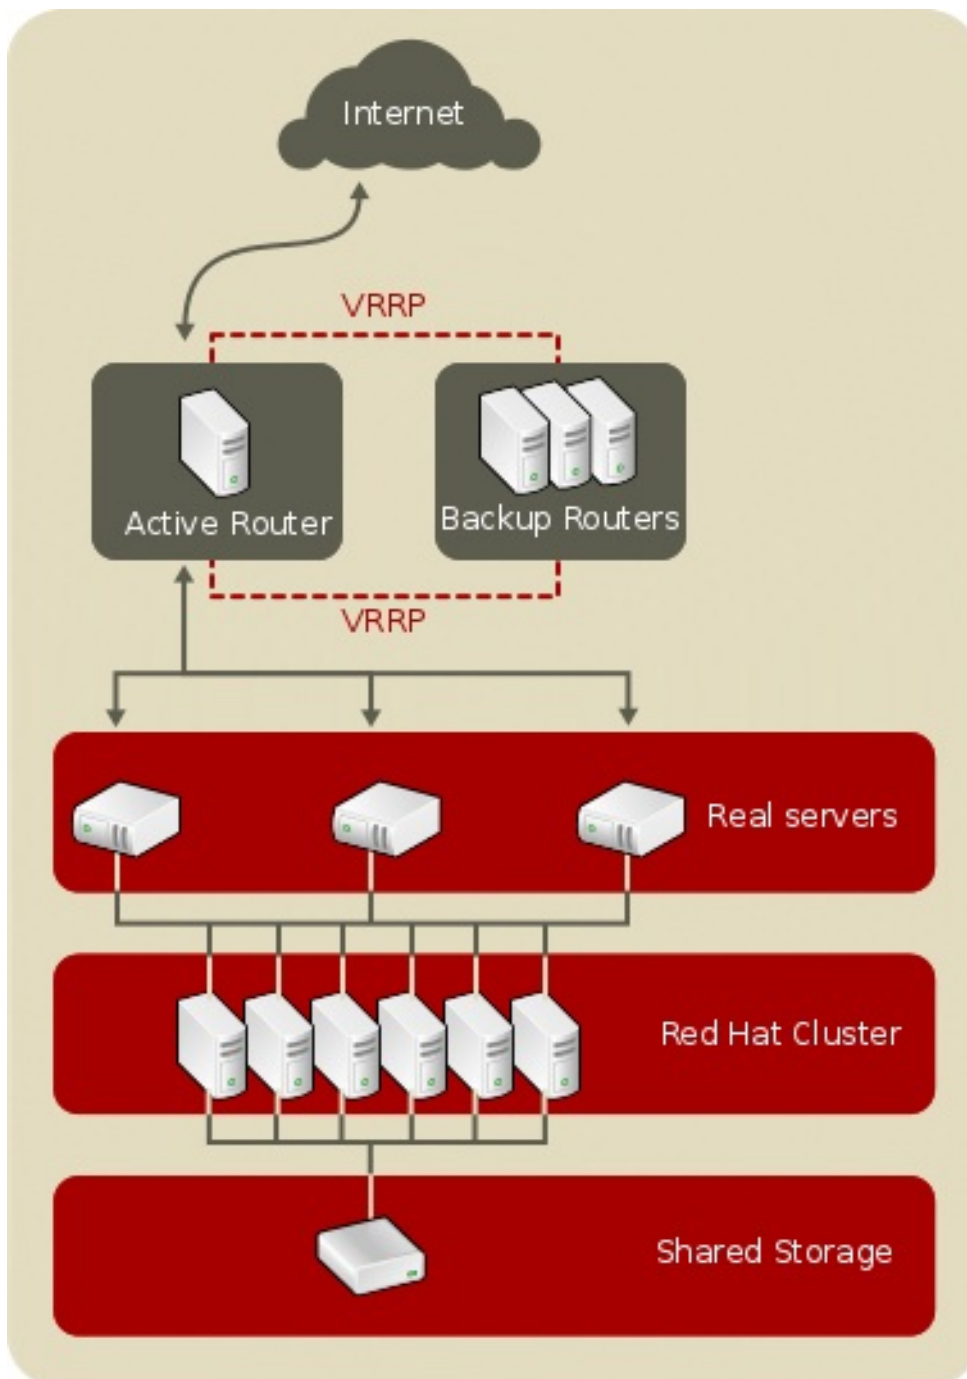 Internet
VRRP
Active Router
Backup Routers
VRRP
Real servers
Red Hat Cluster
Shared Storage